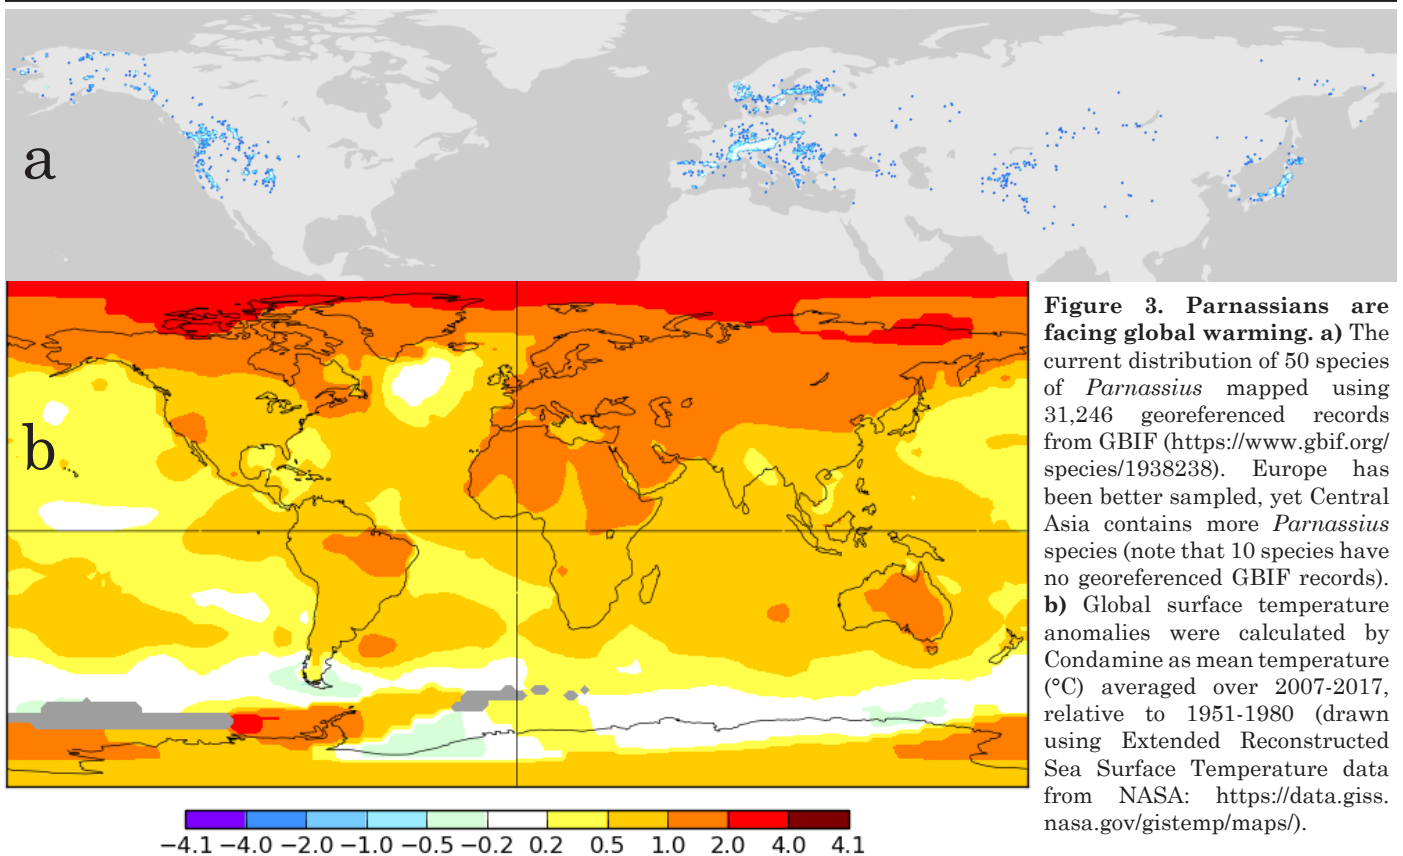 a
b
Figure 3. Parnassians are
facing global warming. a) The
current distribution of 50 species
of Parnassius mapped using
31,246 georeferenced records
from GBIF (https://www.gbif.org/
species/1938238). Europe has
been better sampled, yet Central
Asia contains more Parnassius
species (note that 10 species have
no georeferenced GBIF records).
b) Global surface temperature
anomalies were calculated by
Condamine as mean temperature
(°C) averaged over 2007-2017,
relative to 1951-1980 (drawn
using Extended Reconstructed
Sea Surface Temperature data
from NASA: https://data.giss.
nasa.gov/gistemp/maps/).
−4.1 −4.0 −2.0 −1.0 −0.5 −0.2 0.2 0.5 1.0 2.0 4.0 4.1